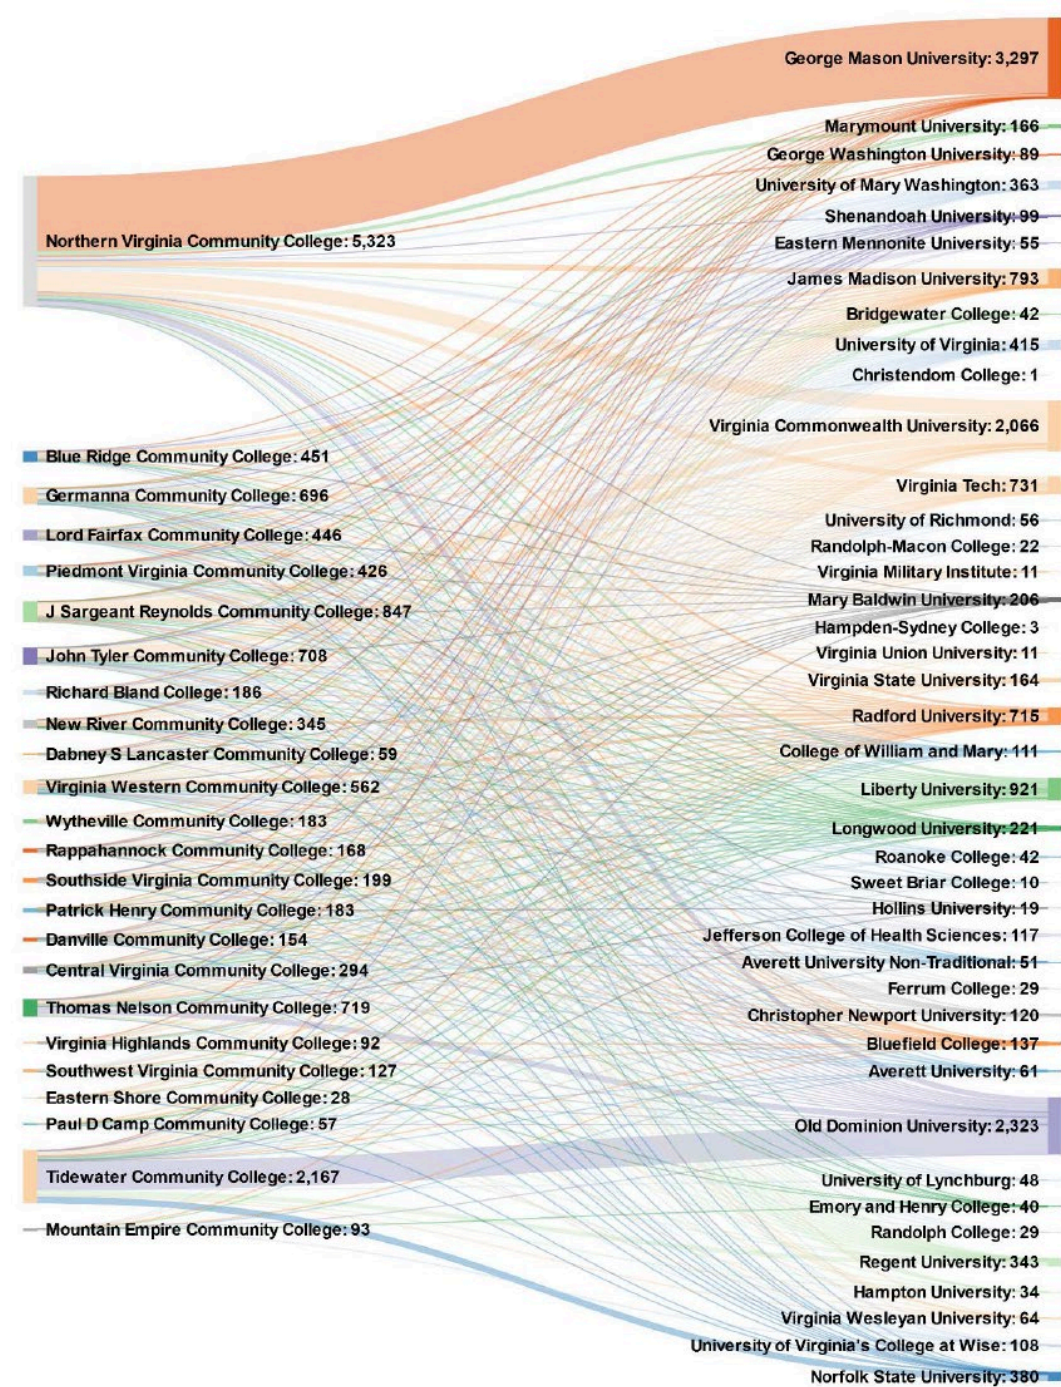 Northern Virginia Community College: 5,323
Blue Ridge Community College: 451
Germanna Community College: 696
Lord Fairfax Community College: 446
Piedmont Virginia Community College: 426
J Sargeant Reynolds Community College: 847
John Tyler Community College: 708
Richard Bland College: 186
New River Community College: 345
Dabney S Lancaster Community College: 59
Virginia Western Community College: 562
Wytheville Community College: 183
Rappahannock Community College: 168
Southside Virginia Community College: 199
Patrick Henry Community College: 183
Danville Community College: 154
Central Virginia Community College: 294
Thomas Nelson Community College: 719
Virginia Highlands Community College: 92
Southwest Virginia Community College: 127
Eastern Shore Community College: 28
Paul D Camp Community College: 57
Tidewater Community College: 2,167
Mountain Empire Community College: 93
George Mason University: 3,297
Marymount University: 166
George Washington University: 89
University of Mary Washington: 363
Shenandoah University: 99
Eastern Mennonite University: 55
James Madison University: 793
Bridgewater College: 42
University of Virginia: 415
Christendom College: 1
Virginia Commonwealth University: 2,066
Virginia Tech: 731
University of Richmond: 56
Randolph-Macon College: 22
Virginia Military Institute: 11
Mary Baldwin University: 206
Hampden-Sydney College: 3
Virginia Union University: 11
Virginia State University: 164
Radford University: 715
College of William and Mary: 111
Liberty University: 921
Longwood University: 221
Roanoke College: 42
Sweet Briar College: 10
Hollins University: 19
Jefferson College of Health Sciences: 117
Averett University Non-Traditional: 51
Ferrum College: 29
Christopher Newport University: 120
Bluefield College: 137
Averett University: 61
Old Dominion University: 2,323
University of Lynchburg: 48
Emory and Henry College: 40
Randolph College: 29
Regent University: 343
Hampton University: 34
Virginia Wesleyan University: 64
University of Virginia's College at Wise: 108
Norfolk State University: 380